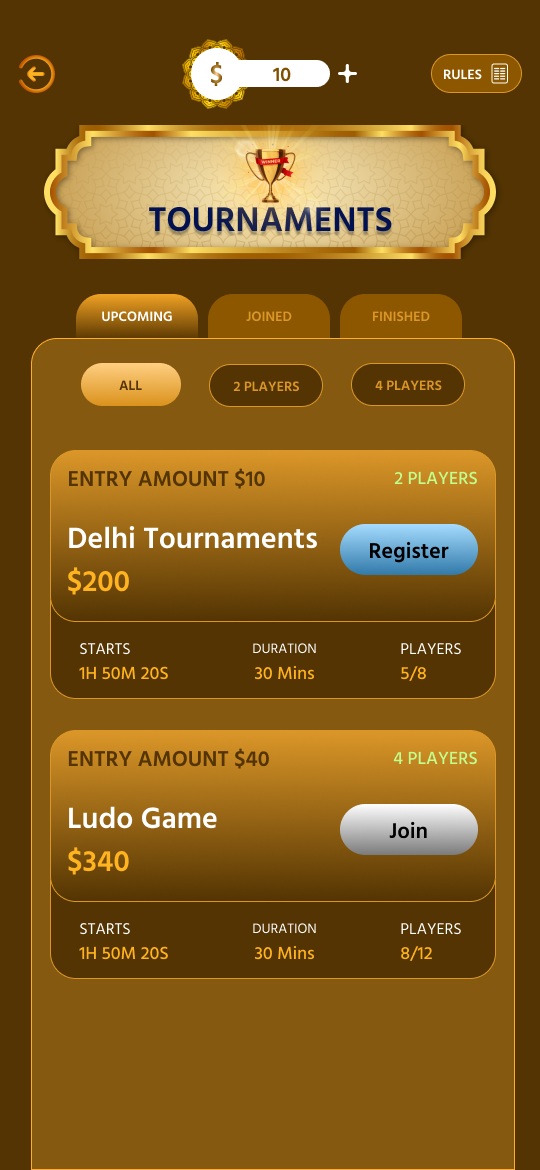 $ 10 RULES
WINNER
TOURNAMENTS
UPCOMING JOINED FINISHED
ALL 2 PLAYERS 4 PLAYERS
ENTRY AMOUNT $10 2 PLAYERS
Delhi Tournaments
Register
$200
STARTS DURATION PLAYERS
1H 50M 20S 30 Mins 5/8
ENTRY AMOUNT $40 4 PLAYERS
Ludo Game
Join
$340
STARTS DURATION PLAYERS
1H 50M 20S 30 Mins 8/12